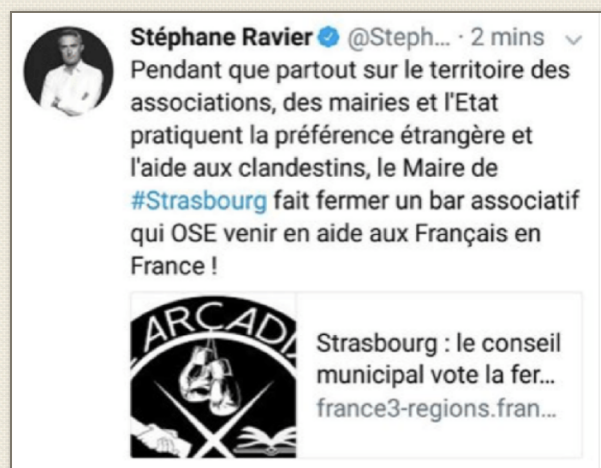 Stéphane Ravier @Steph... · 2 mins
Pendant que partout sur le territoire des
associations, des mairies et l'Etat
pratiquent la préférence étrangère et
l'aide aux clandestins, le Maire de
#Strasbourg fait fermer un bar associatif
qui OSE venir en aide aux Français en
France !
ARCADI
Strasbourg : le conseil
municipal vote la fer...
france3-regions.fran...